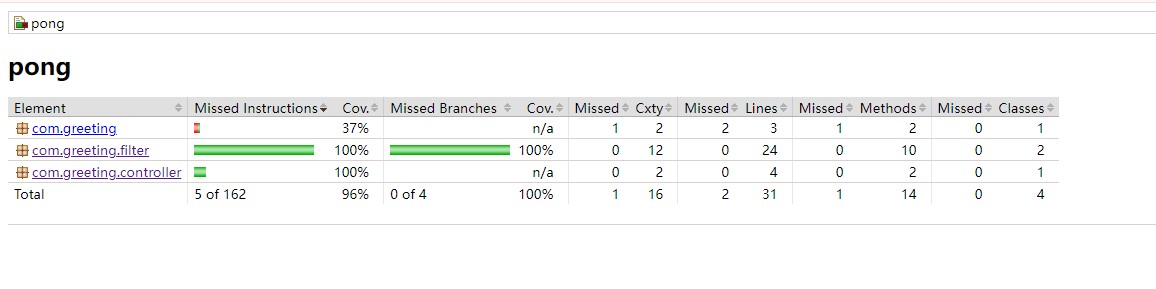 pong
pong
Element Missed Instructions Cov. Missed Branches Cov. Missed Cxty Missed Lines Missed Methods Missed Classes
com.greeting 37% n/a 1 2 2 3 1 2 0 1
com.greeting.filter 100% 100% 0 12 0 24 0 10 0 2
com.greeting.controller 100% n/a 0 2 0 4 0 2 0 1
Total 5 of 162 96% 0 of 4 100% 1 16 2 31 1 14 0 4